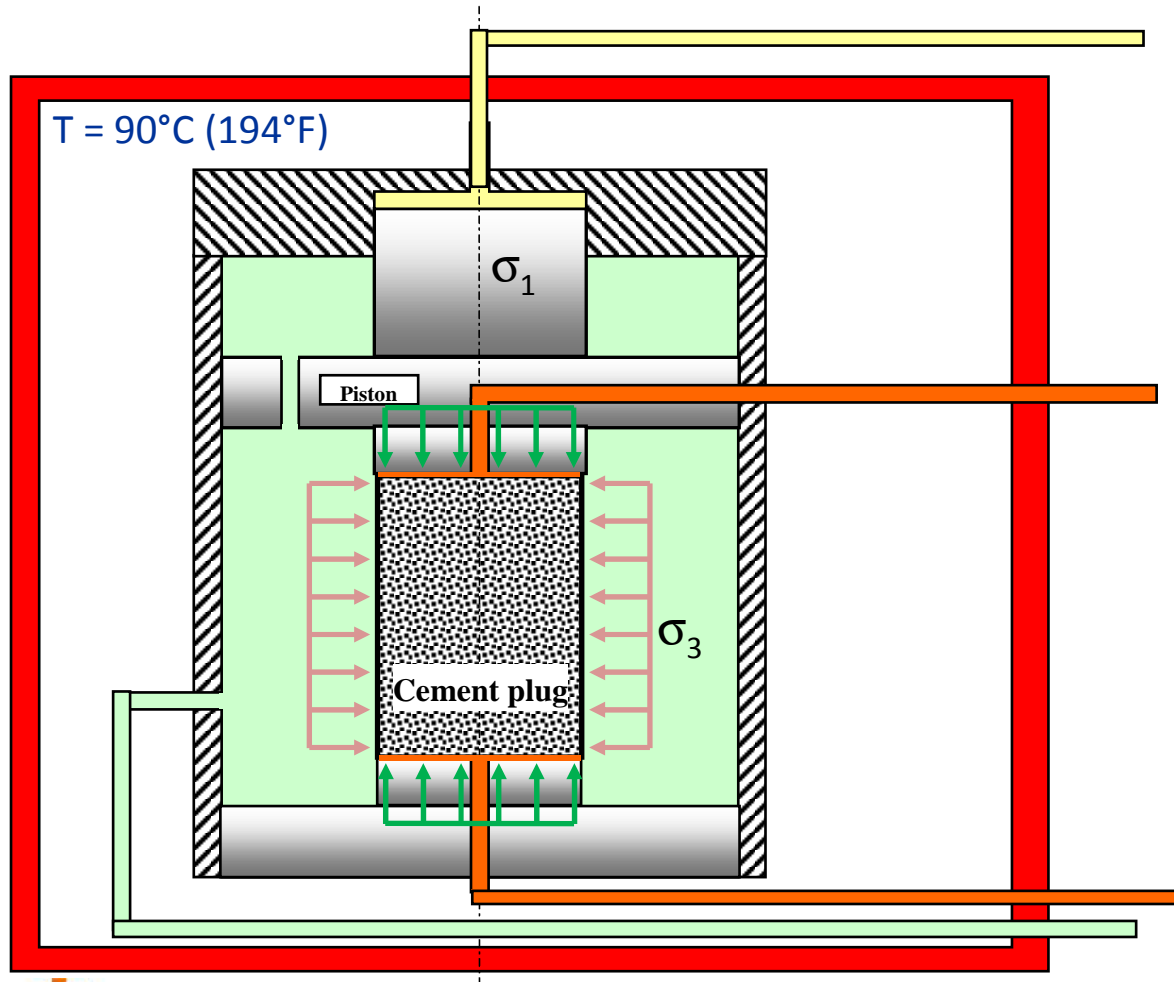 T = 90°C (194°F)
σ₁
Piston
σ₃
Cement plug